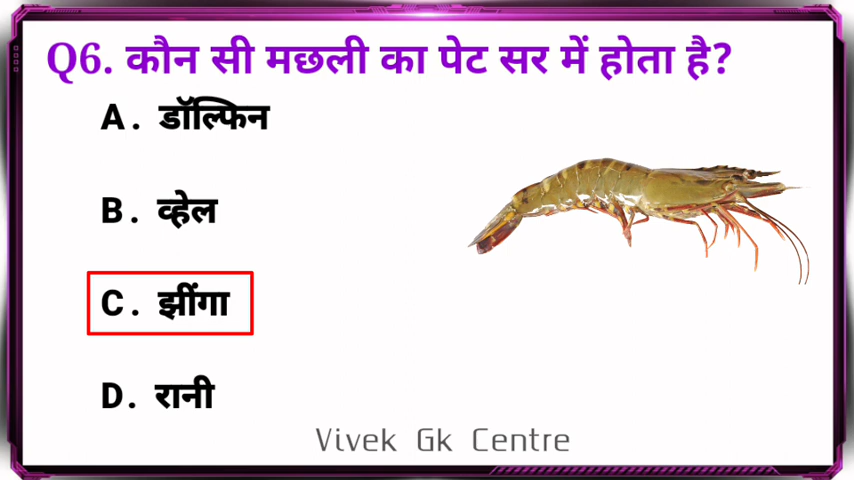 Q6. कौन सी मछली का पेट सर में होता है?
A. डॉल्फिन
B. व्हेल
C. झींगा
D. रानी
Vivek Gk Centre